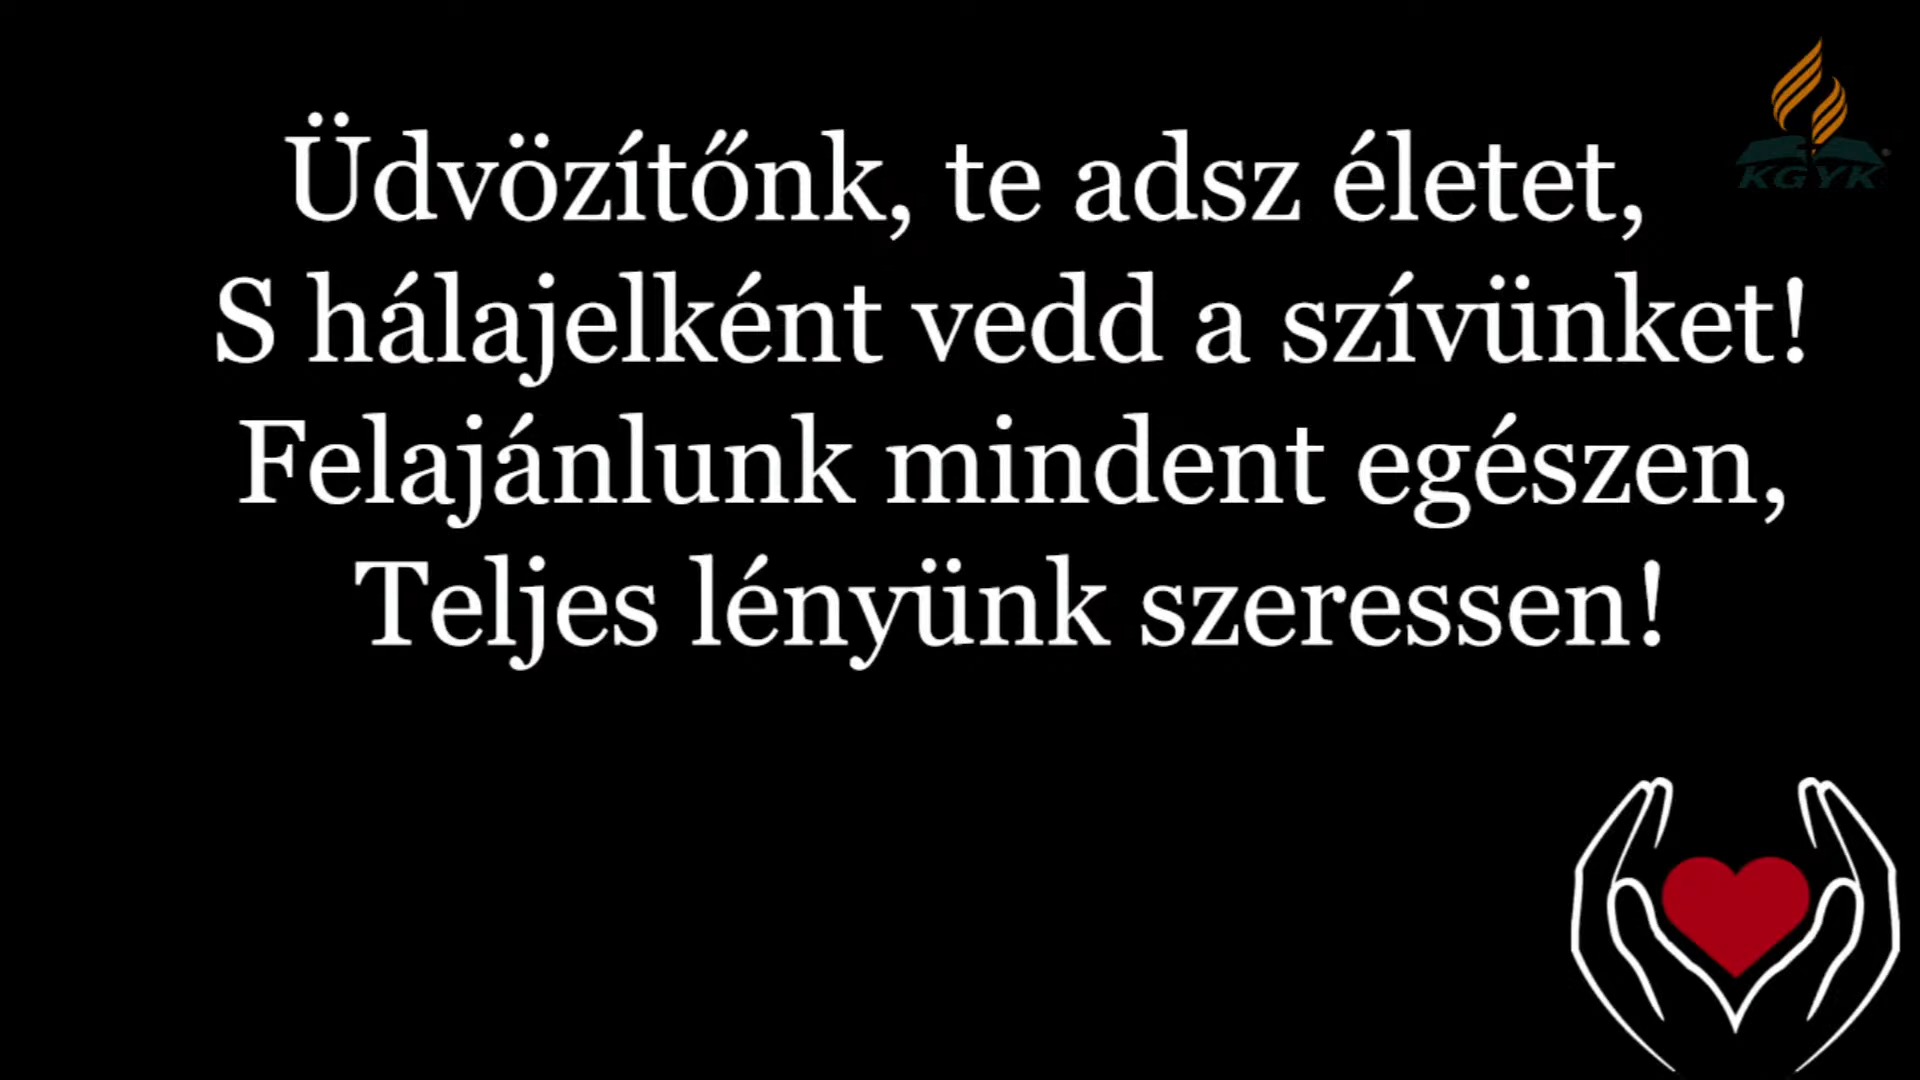 Üdvözítőnk, te adsz életet,
S hálajelként vedd a szívünket!
Felajánlunk mindent egészen,
Teljes lényünk szeressen!
KGYK